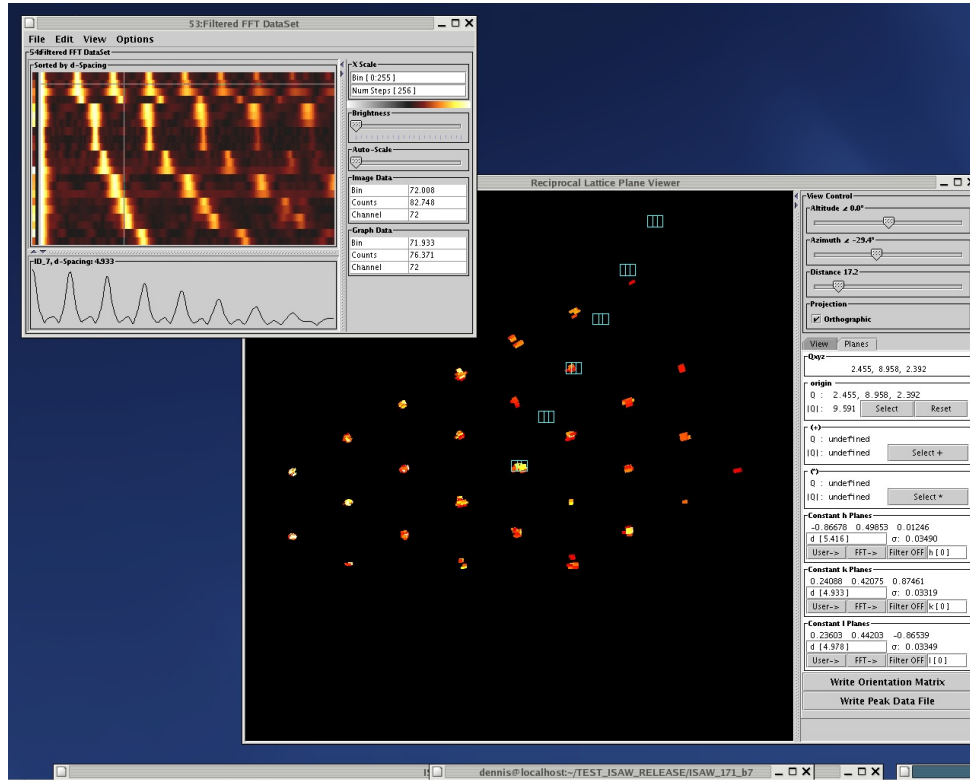 53:Filtered FFT DataSet
File Edit View Options
54:Filtered FFT DataSet
Sorted by d-Spacing
X Scale
Bin [ 0:255 ]
Num Steps [ 256 ]
Brightness
Auto-Scale
Image Data
Bin 72.008
Counts 82.748
Channel 72
Graph Data
Bin 71.933
Counts 76.371
Channel 72
ID_7, d-Spacing: 4.933
Reciprocal Lattice Plane Viewer
View Control
Altitude ∠ 0.0°
Azimuth ∠ -29.4°
Distance 17.2
Projection
Orthographic
View Planes
Qxyz
2.455, 8.958, 2.392
origin
Q : 2.455, 8.958, 2.392
|Q|: 9.591 Select Reset
(+)
Q : undefined
|Q|: undefined Select +
(*)
Q : undefined
|Q|: undefined Select *
Constant h Planes
-0.86678 0.49853 0.01246
d [5.416] σ: 0.03490
User-> FFT-> Filter OFF h [0]
Constant k Planes
0.24088 0.42075 0.87461
d [4.933] σ: 0.03319
User-> FFT-> Filter OFF k [0]
Constant l Planes
0.23603 0.44203 -0.86539
d [4.978] σ: 0.03349
User-> FFT-> Filter OFF l [0]
Write Orientation Matrix
Write Peak Data File
dennis@localhost:~/TEST_ISAW_RELEASE/ISAW_171_b7